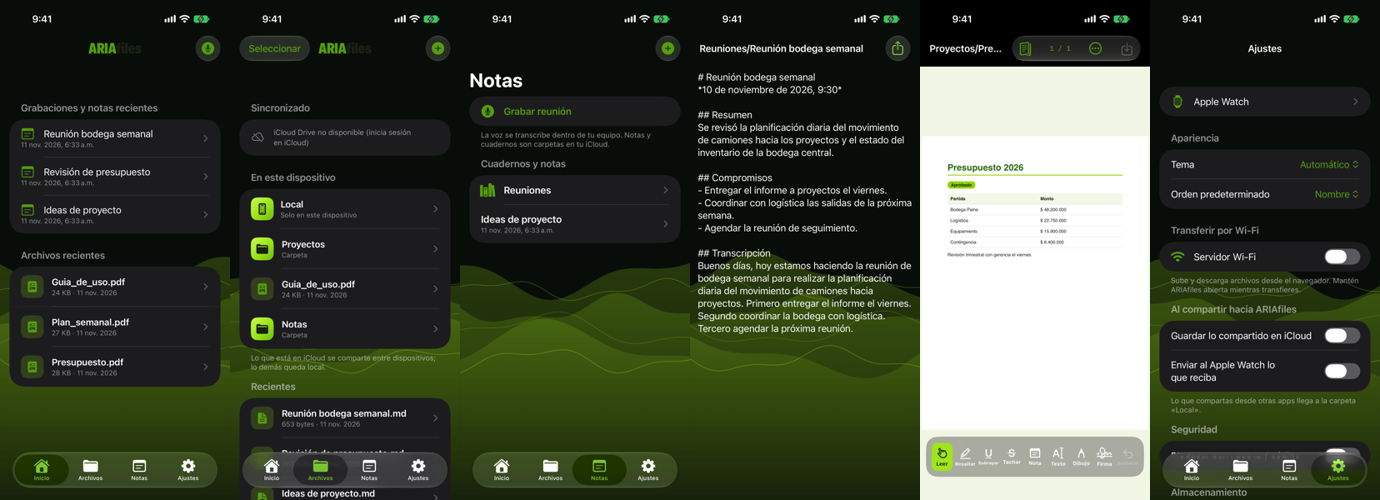 9:41
ARIAfiles
Grabaciones y notas recientes
Reunión bodega semanal
11 nov. 2026, 6:33 a.m.
Revisión de presupuesto
11 nov. 2026, 6:33 a.m.
Ideas de proyecto
11 nov. 2026, 6:33 a.m.
Archivos recientes
Guia_de_uso.pdf
24 KB · 11 nov. 2026
Plan_semanal.pdf
27 KB · 11 nov. 2026
Presupuesto.pdf
28 KB · 11 nov. 2026
Inicio
Archivos
Notas
Ajustes
9:41
Seleccionar
ARIAfiles
Sincronizado
iCloud Drive no disponible (inicia sesión
en iCloud)
En este dispositivo
Local
Solo en este dispositivo
Proyectos
Carpeta
Guia_de_uso.pdf
24 KB · 11 nov. 2026
Notas
Carpeta
Lo que está en iCloud se comparte entre dispositivos;
lo demás queda local.
Recientes
Reunión bodega semanal.md
653 bytes · 11 nov. 2026
Inicio
Archivos
Notas
Ajustes
Ideas de proyecto.md
9:41
Notas
Grabar reunión
La voz se transcribe dentro de tu equipo. Notas y
cuadernos son carpetas en tu iCloud.
Cuadernos y notas
Reuniones
Ideas de proyecto
11 nov. 2026, 6:33 a.m.
Inicio
Archivos
Notas
Ajustes
9:41
Reuniones/Reunión bodega semanal
# Reunión bodega semanal
*10 de noviembre de 2026, 9:30*
## Resumen
Se revisó la planificación diaria del movimiento
de camiones hacia los proyectos y el estado del
inventario de la bodega central.
## Compromisos
- Entregar el informe a proyectos el viernes.
- Coordinar con logística las salidas de la próxima
semana.
- Agendar la reunión de seguimiento.
## Transcripción
Buenos días, hoy estamos haciendo la reunión de
bodega semanal para realizar la planificación
diaria del movimiento de camiones hacia
proyectos. Primero entregar el informe el viernes.
Segundo coordinar la bodega con logística.
Tercero agendar la próxima reunión.
9:41
Proyectos/Pre...
1 / 1
Presupuesto 2026
Aprobado
Partida Monto
Bodega Paine $ 48.200.000
Logistica $ 22.750.000
Equipamiento $ 15.900.000
Contingencia $ 6.400.000
Revisión trimestral con gerencia el viernes.
Leer
Resaltar
Subrayar
Tachar
Nota
Texto
Dibujo
Firma
9:41
Ajustes
Apple Watch
Apariencia
Tema Automático
Orden predeterminado Nombre
Transferir por Wi-Fi
Servidor Wi-Fi
Sube y descarga archivos desde el navegador. Mantén
ARIAfiles abierta mientras transfieres.
Al compartir hacia ARIAfiles
Guardar lo compartido en iCloud
Enviar al Apple Watch lo
que reciba
Lo que compartas desde otras apps llega a la carpeta
«Local».
Seguridad
Inicio
Archivos
Notas
Ajustes
Almacenamiento